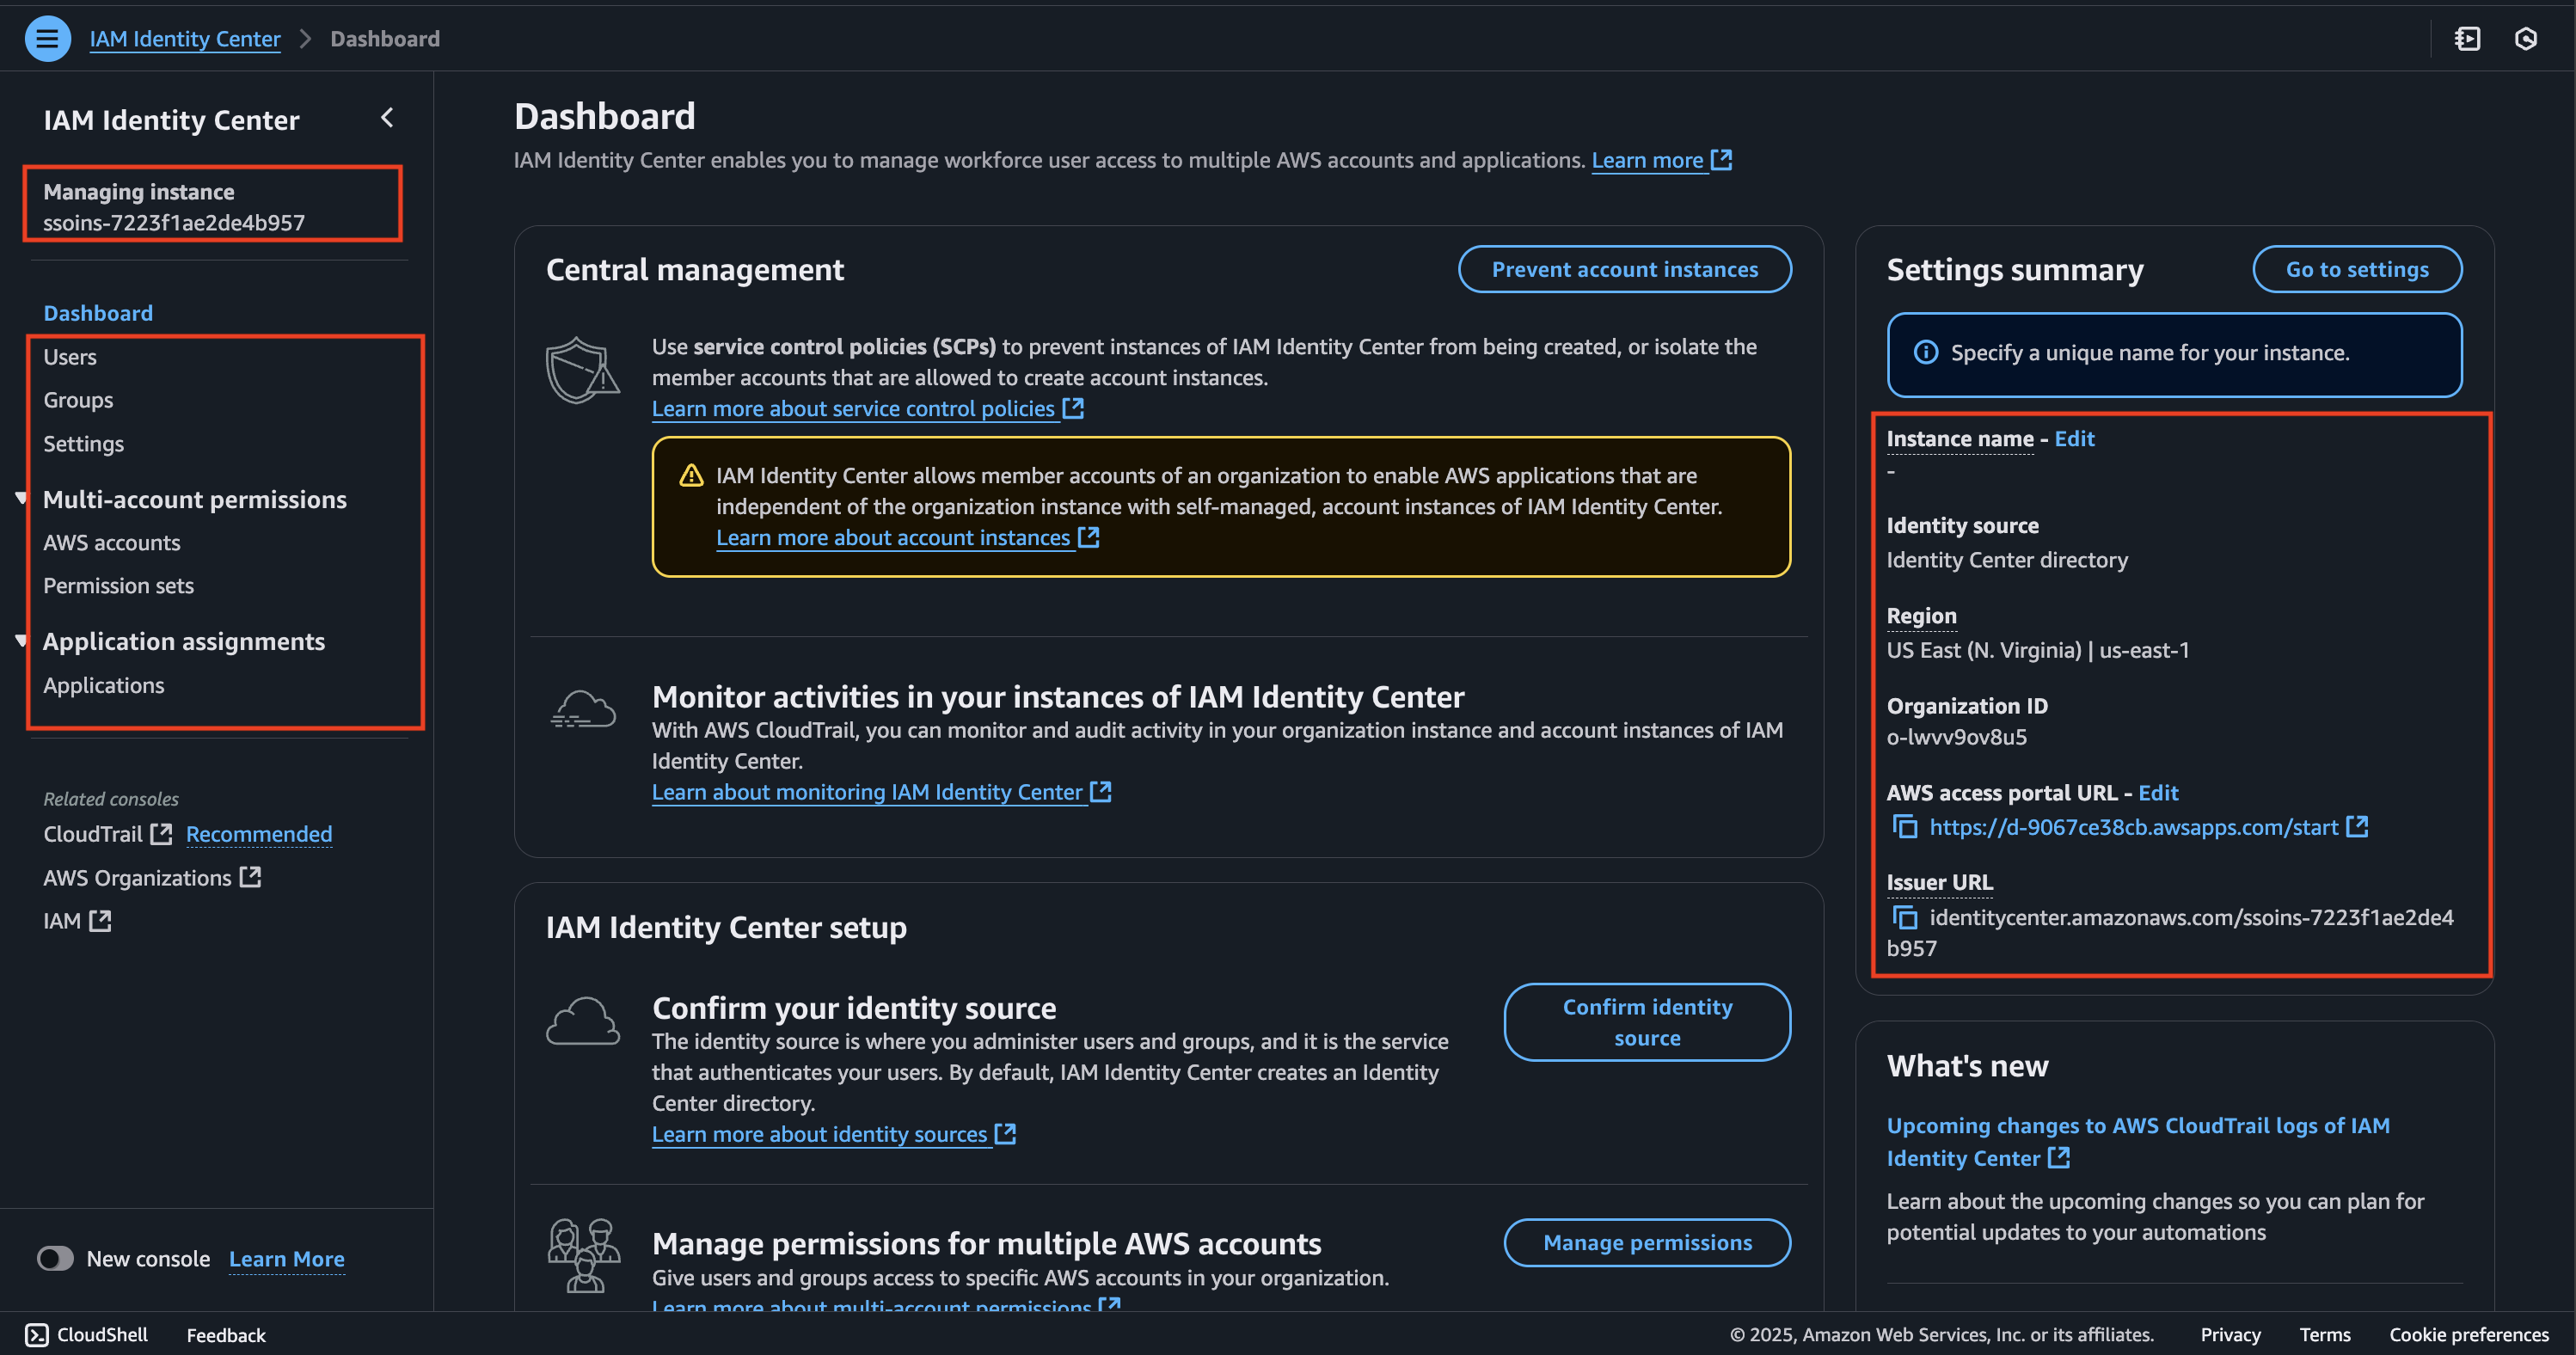 IAM Identity Center > Dashboard
IAM Identity Center
Managing instance
ssoins-7223f1ae2de4b957
Dashboard
Users
Groups
Settings
Multi-account permissions
AWS accounts
Permission sets
Application assignments
Applications
Related consoles
CloudTrail Recommended
AWS Organizations
IAM
New console Learn More
Dashboard
IAM Identity Center enables you to manage workforce user access to multiple AWS accounts and applications. Learn more
Central management
Prevent account instances
Use service control policies (SCPs) to prevent instances of IAM Identity Center from being created, or isolate the
member accounts that are allowed to create account instances.
Learn more about service control policies
IAM Identity Center allows member accounts of an organization to enable AWS applications that are
independent of the organization instance with self-managed, account instances of IAM Identity Center.
Learn more about account instances
Monitor activities in your instances of IAM Identity Center
With AWS CloudTrail, you can monitor and audit activity in your organization instance and account instances of IAM
Identity Center.
Learn about monitoring IAM Identity Center
IAM Identity Center setup
Confirm your identity source
The identity source is where you administer users and groups, and it is the service
that authenticates your users. By default, IAM Identity Center creates an Identity
Center directory.
Learn more about identity sources
Confirm identity
source
Manage permissions for multiple AWS accounts
Give users and groups access to specific AWS accounts in your organization.
Learn more about multi-account permissions
Manage permissions
Settings summary
Go to settings
Specify a unique name for your instance.
Instance name - Edit
-
Identity source
Identity Center directory
Region
US East (N. Virginia) | us-east-1
Organization ID
o-lwvv9ov8u5
AWS access portal URL - Edit
https://d-9067ce38cb.awsapps.com/start
Issuer URL
identitycenter.amazonaws.com/ssoins-7223f1ae2de4
b957
What's new
Upcoming changes to AWS CloudTrail logs of IAM
Identity Center
Learn about the upcoming changes so you can plan for
potential updates to your automations
CloudShell Feedback
© 2025, Amazon Web Services, Inc. or its affiliates. Privacy Terms Cookie preferences